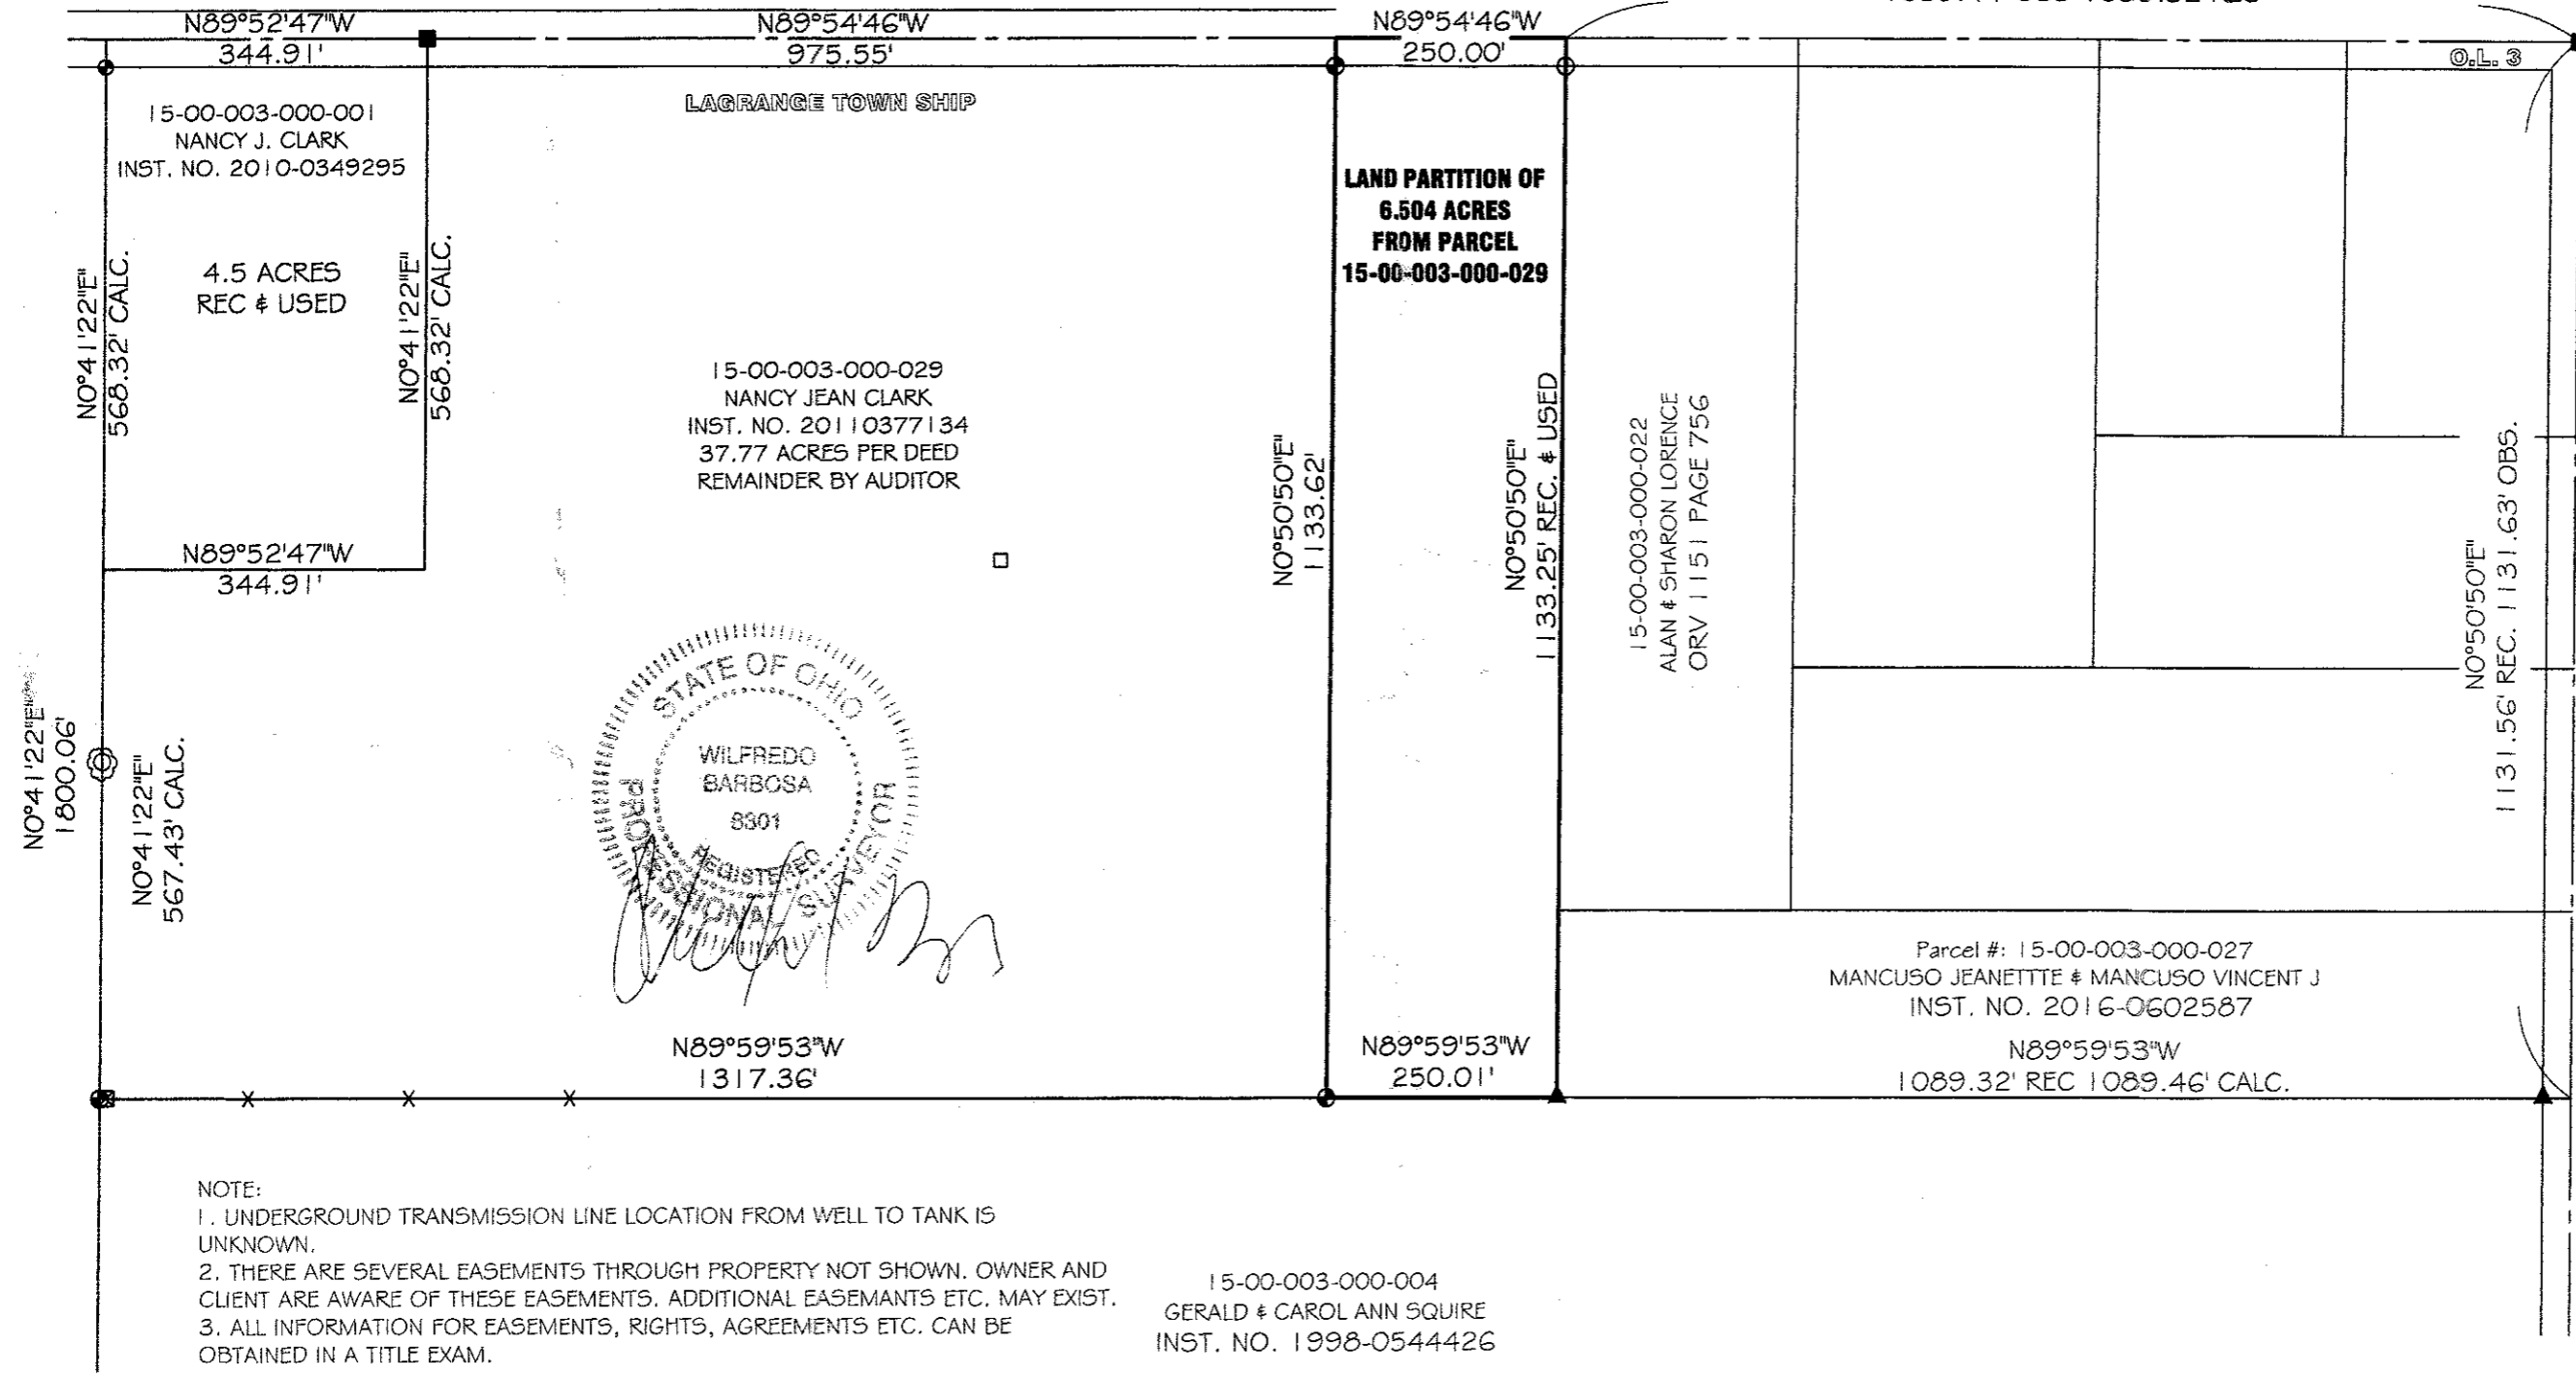 N89°52'47"W
344.91'
N89°54'46"W
975.55'
N89°54'46"W
250.00'
O.L. 3
LAGRANGE TOWN SHIP
15-00-003-000-001
NANCY J. CLARK
INST. NO. 2010-0349295
4.5 ACRES
REC & USED
N0°41'22"E"
568.32' CALC.
N0°41'22"E"
568.32' CALC.
N89°52'47"W
344.91'
15-00-003-000-029
NANCY JEAN CLARK
INST. NO. 20110377134
37.77 ACRES PER DEED
REMAINDER BY AUDITOR
LAND PARTITION OF
6.504 ACRES
FROM PARCEL
15-00-003-000-029
N0°50'50"E"
1133.62'
N0°50'50"E"
1133.25' REC. & USED
15-00-003-000-022
ALAN & SHARON LORENCE
ORV 1151 PAGE 756
N0°50'50"E"
1131.56' REC. 1131.63' OBS.
N0°41'22"E"
1800.06'
N0°41'22"E"
567.43' CALC.
STATE OF OHIO
WILFREDO
BARBOSA
8301
REGISTERED
PROFESSIONAL SURVEYOR
N89°59'53"W
1317.36'
N89°59'53"W
250.01'
Parcel #: 15-00-003-000-027
MANCUSO JEANETTTE & MANCUSO VINCENT J
INST. NO. 2016-0602587
N89°59'53"W
1089.32' REC 1089.46' CALC.
NOTE:
1. UNDERGROUND TRANSMISSION LINE LOCATION FROM WELL TO TANK IS
UNKNOWN.
2. THERE ARE SEVERAL EASEMENTS THROUGH PROPERTY NOT SHOWN. OWNER AND
CLIENT ARE AWARE OF THESE EASEMENTS. ADDITIONAL EASEMANTS ETC. MAY EXIST.
3. ALL INFORMATION FOR EASEMENTS, RIGHTS, AGREEMENTS ETC. CAN BE
OBTAINED IN A TITLE EXAM.
15-00-003-000-004
GERALD & CAROL ANN SQUIRE
INST. NO. 1998-0544426